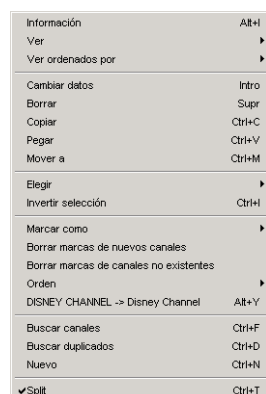 Información Alt+I
Ver
Ver ordenados por
Cambiar datos Intro
Borrar Supr
Copiar Ctrl+C
Pegar Ctrl+V
Mover a Ctrl+M
Elegir
Invertir selección Ctrl+I
Marcar como
Borrar marcas de nuevos canales
Borrar marcas de canales no existentes
Orden
DISNEY CHANNEL -> Disney Channel Alt+Y
Buscar canales Ctrl+F
Buscar duplicados Ctrl+D
Nuevo Ctrl+N
Split Ctrl+T